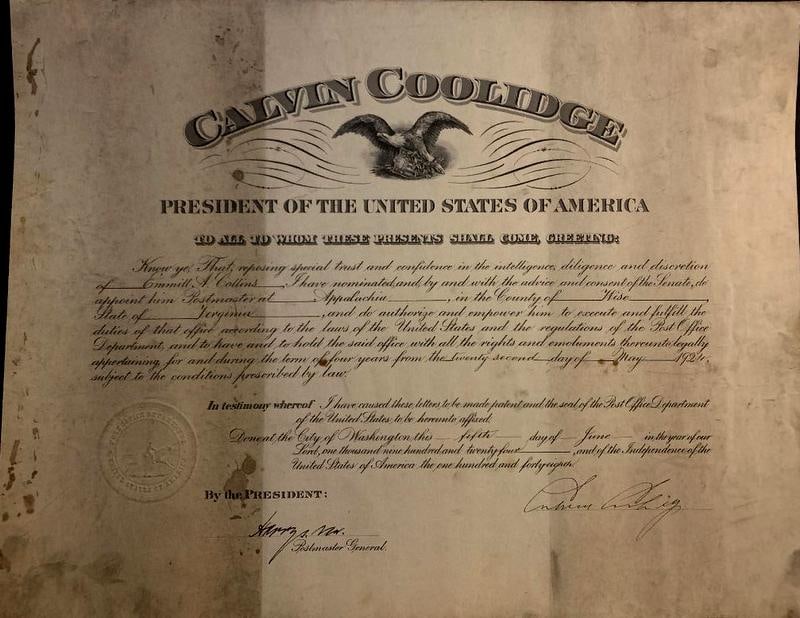 CALVIN COOLIDGE
PRESIDENT OF THE UNITED STATES OF AMERICA
TO ALL TO WHOM THESE PRESENTS SHALL COME, GREETING:
Know ye, That, reposing special trust and confidence in the intelligence, diligence and discretion
of Emmitt A. Collins, I have nominated, and, by and with the advice and consent of the Senate, do
appoint him Postmaster at Appalachia, in the County of Wise
State of Virginia, and do authorize and empower him to execute and fulfill the
duties of that office according to the laws of the United States and the regulations of the Post Office
Department, and to have and to hold the said office with all the rights and emoluments thereunto legally
appertaining, for and during the term of four years from the twenty second day of May 1924,
subject to the conditions prescribed by law.
In testimony whereof I have caused these letters to be made patent and the seal of the Post Office Department
of the United States, to be hereunto affixed.
Done at the City of Washington this fifth day of June in the year of our
Lord, one thousand nine hundred and twenty four, and of the Independence of the
United States of America the one hundred and forty eighth.
By the PRESIDENT:
Calvin Coolidge
Harry S. New
Postmaster General.